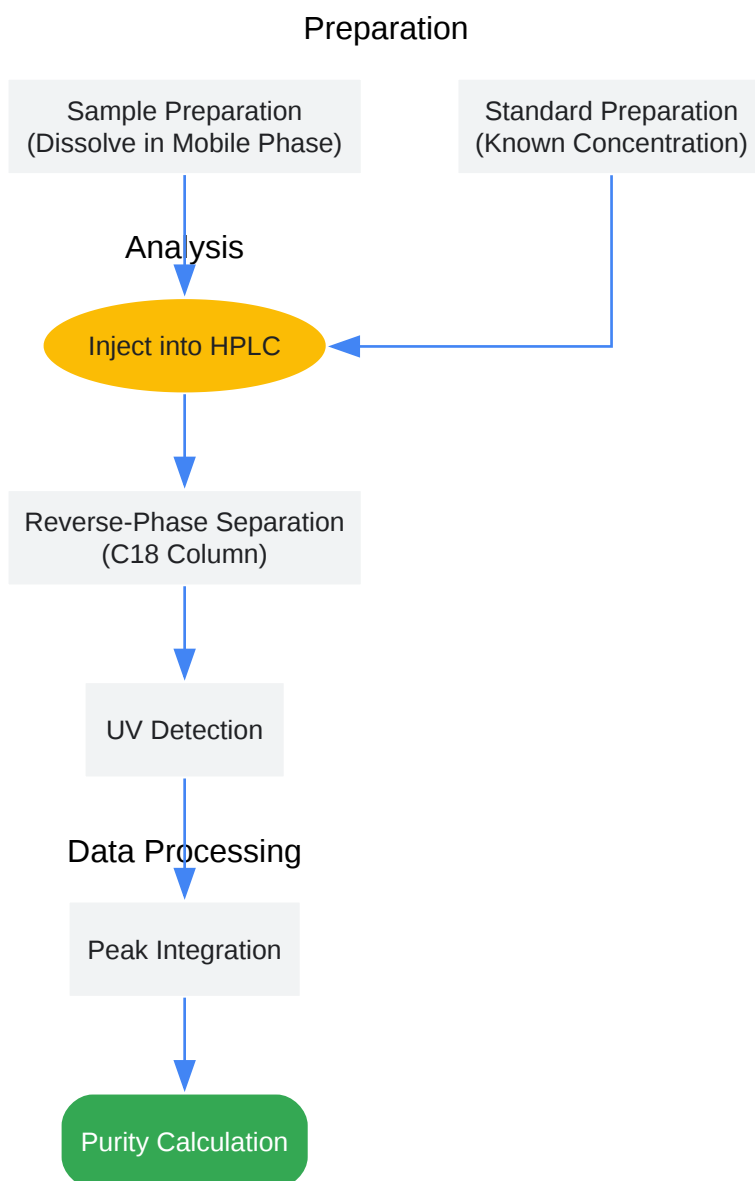 Preparation
Sample Preparation
(Dissolve in Mobile Phase)
Standard Preparation
(Known Concentration)
Analysis
Inject into HPLC
Reverse-Phase Separation
(C18 Column)
UV Detection
Data Processing
Peak Integration
Purity Calculation